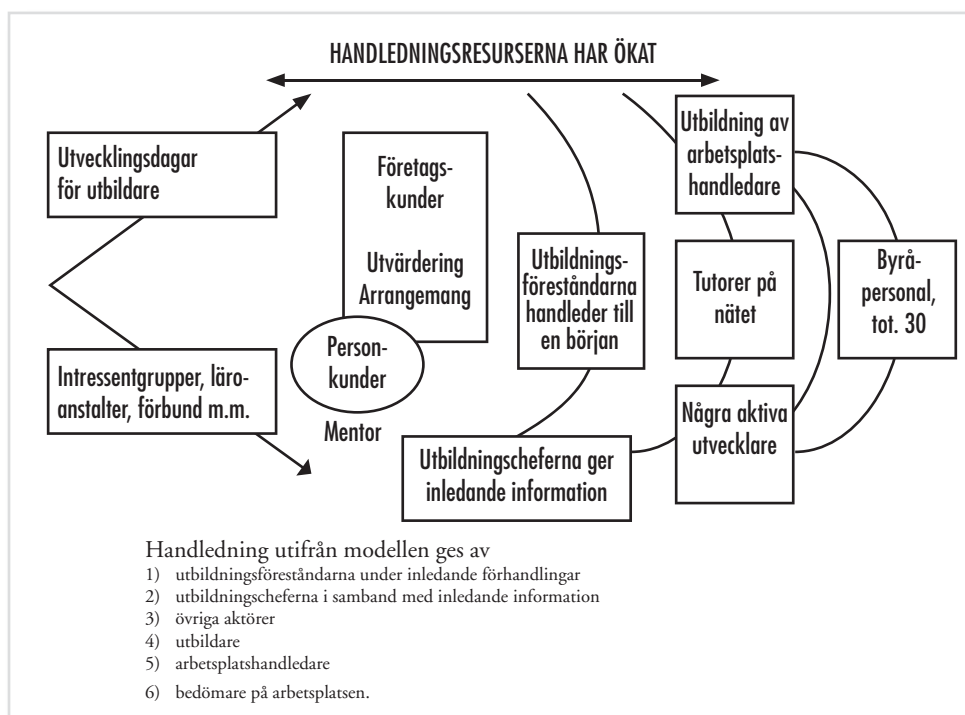 HANDLEDNINGSRESURSERNA HAR ÖKAT
Utvecklingsdagar
för utbildare
Intressentgrupper, läro-
anstalter, förbund m.m.
Företags-
kunder
Utvärdering
Arrangemang
Person-
kunder
Mentor
Utbildnings-
föreståndarna
handleder till
en början
Utbildningscheferna ger
inledande information
Utbildning av
arbetsplats-
handledare
Tutorer på
nätet
Några aktiva
utvecklare
Byrå-
personal,
tot. 30
Handledning utifrån modellen ges av
1) utbildningsföreståndarna under inledande förhandlingar
2) utbildningscheferna i samband med inledande information
3) övriga aktörer
4) utbildare
5) arbetsplatshandledare
6) bedömare på arbetsplatsen.